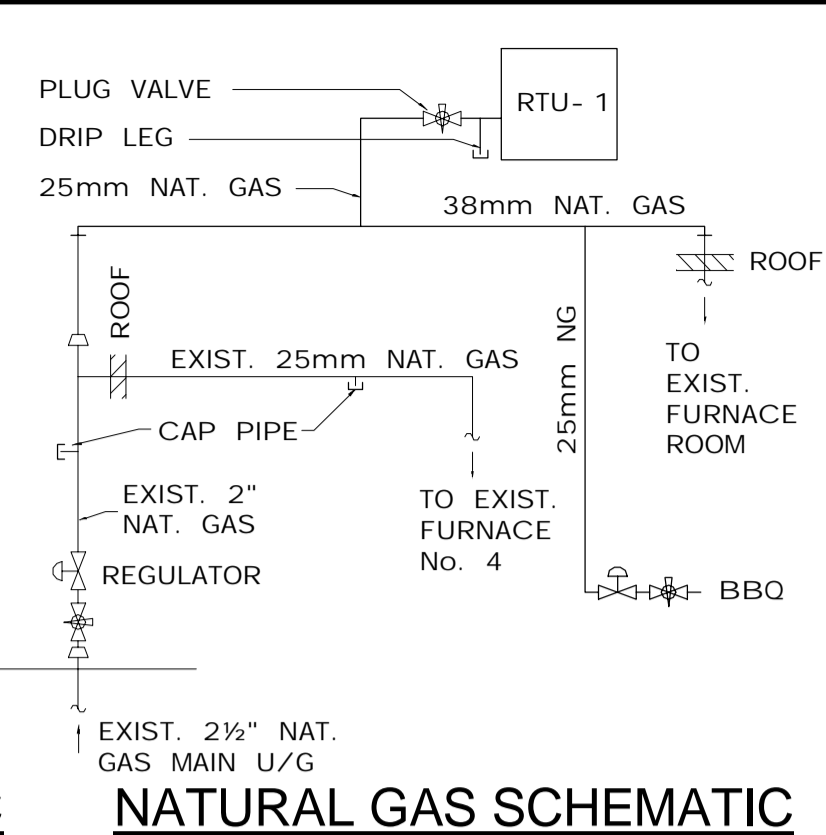 PLUG VALVE
RTU- 1
DRIP LEG
25mm NAT. GAS
38mm NAT. GAS
ROOF
ROOF
EXIST. 25mm NAT. GAS
25mm NG
TO
EXIST.
FURNACE
ROOM
CAP PIPE
EXIST. 2"
NAT. GAS
TO EXIST.
FURNACE
No. 4
REGULATOR
BBQ
EXIST. 2½" NAT.
GAS MAIN U/G
NATURAL GAS SCHEMATIC